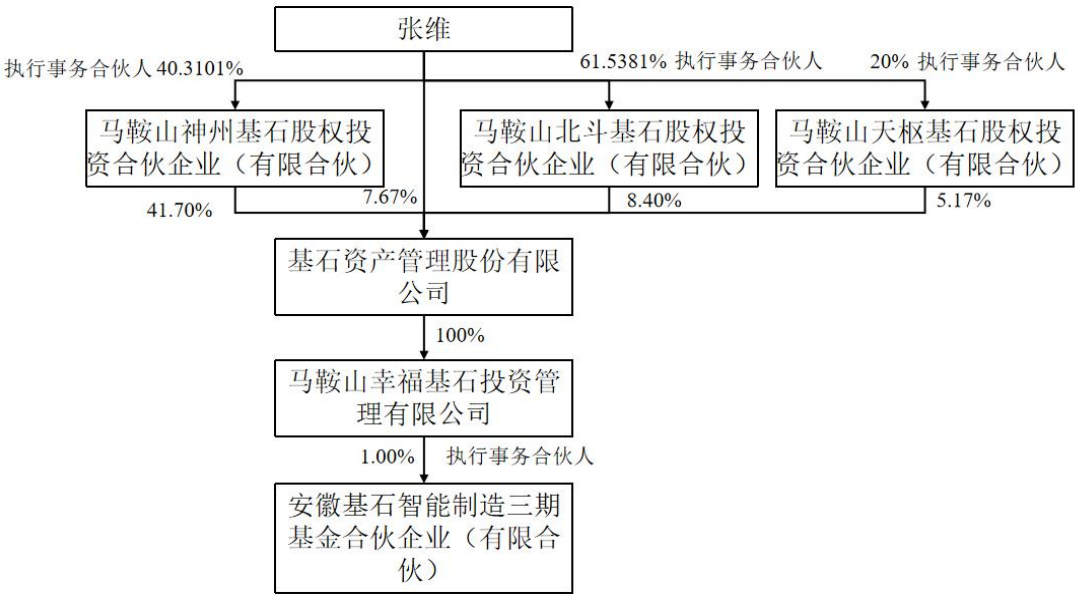 张维
执行事务合伙人 40.3101%
61.5381% 执行事务合伙人
20% 执行事务合伙人
马鞍山神州基石股权投
资合伙企业（有限合伙）
马鞍山北斗基石股权投
资合伙企业（有限合伙）
马鞍山天枢基石股权投
资合伙企业（有限合伙）
41.70%
7.67%
8.40%
5.17%
基石资产管理股份有限
公司
100%
马鞍山幸福基石投资管
理有限公司
1.00%
执行事务合伙人
安徽基石智能制造三期
基金合伙企业（有限合
伙）